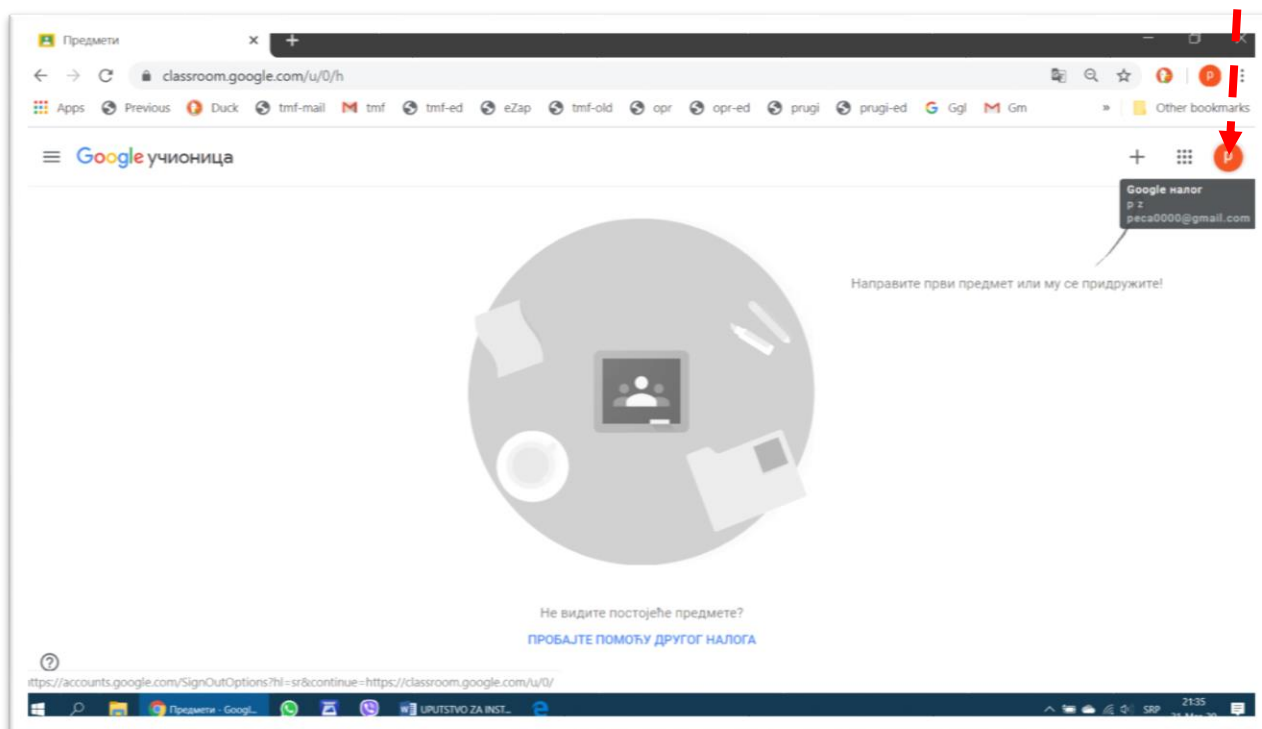 Предмети
classroom.google.com/u/0/h
Apps Previous Duck tmf-mail tmf tmf-ed eZap tmf-old opr opr-ed prugi prugi-ed Ggl Gm » Other bookmarks
Google учионица
Google налог
p z
peca0000@gmail.com
Направите први предмет или му се придружите!
Не видите постојеће предмете?
ПРОБАЈТЕ ПОМОЋУ ДРУГОГ НАЛОГА
ttps://accounts.google.com/SignOutOptions?hl=sr&continue=https://classroom.google.com/u/0/
Предмети - Googl... UPUTSTVO ZA INST... SRP 21:35